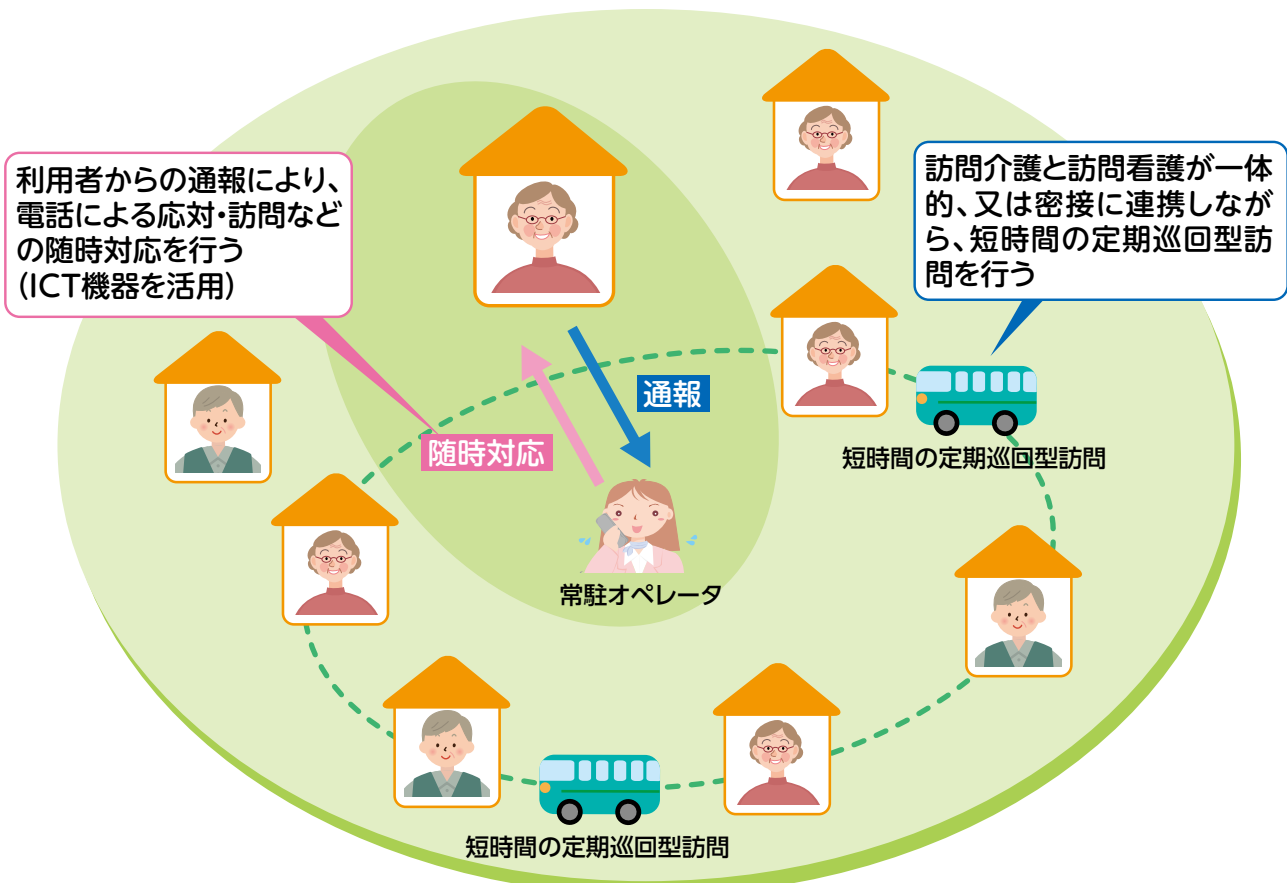 利用者からの通報により、
電話による応対・訪問など
の随時対応を行う
(ICT機器を活用)
訪問介護と訪問看護が一体
的、又は密接に連携しなが
ら、短時間の定期巡回型訪
問を行う
通報
随時対応
短時間の定期巡回型訪問
常駐オペレータ
短時間の定期巡回型訪問